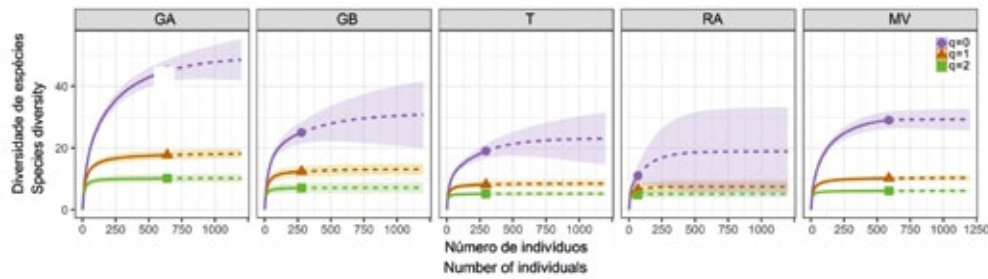 GA GB T RA MV
q=0
q=1
q=2
Diversidade de espécies
Species diversity
40
20
0
0 250 500 750 1000 0 250 500 750 1000 0 250 500 750 1000 0 250 500 750 1000 0 250 500 750 1000 1250
Número de indivíduos
Number of individuals